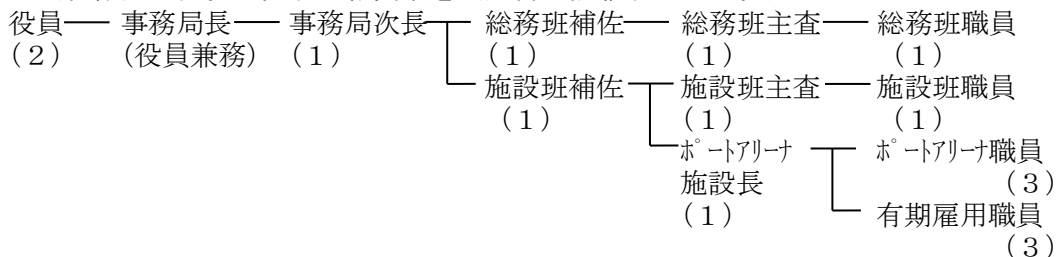 役員 事務局長 事務局次長 総務班補佐 総務班主査 総務班職員
(2) (役員兼務) (1) (1) (1) (1)
施設班補佐 施設班主査 施設班職員
(1) (1) (1)
ﾎﾟｰﾄｱﾘｰﾅ ﾎﾟｰﾄｱﾘｰﾅ職員
施設長 (3)
(1) 有期雇用職員
(3)